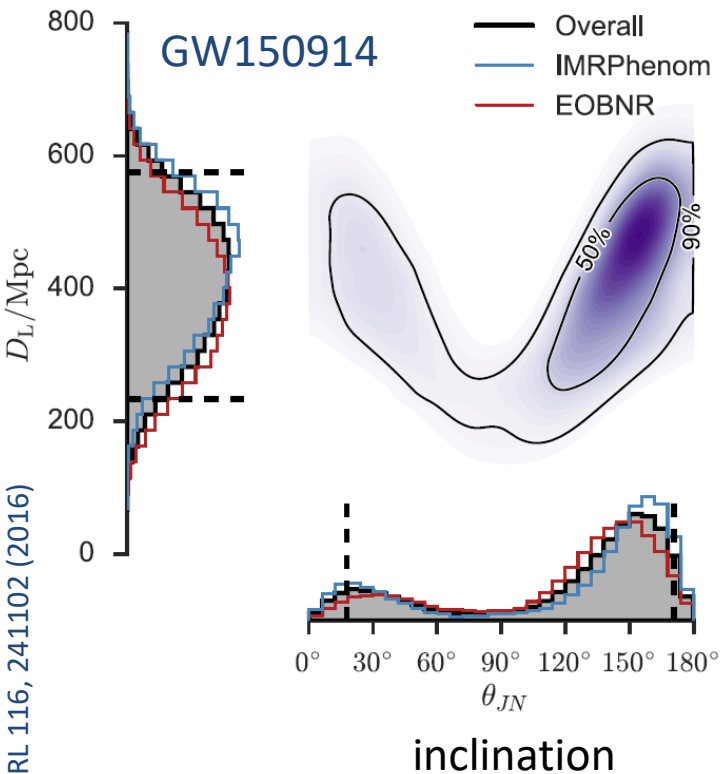 800
GW150914
Overall
IMRPhenom
EOBNR
600
400
200
0
D_L/Mpc
50%
90%
RL 116, 241102 (2016)
0° 30° 60° 90° 120° 150° 180°
θ_JN
inclination